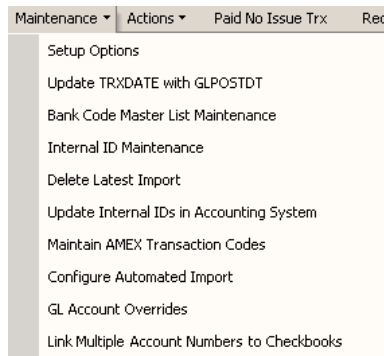 Maintenance Actions Paid No Issue Trx Rec
Setup Options
Update TRXDATE with GLPOSTDT
Bank Code Master List Maintenance
Internal ID Maintenance
Delete Latest Import
Update Internal IDs in Accounting System
Maintain AMEX Transaction Codes
Configure Automated Import
GL Account Overrides
Link Multiple Account Numbers to Checkbooks